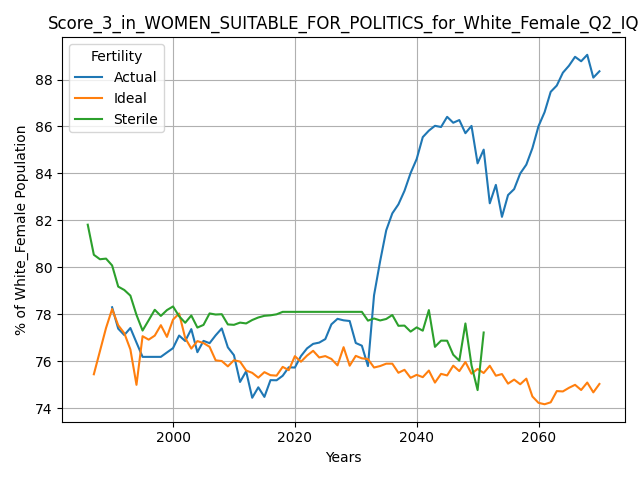 Score_3_in_WOMEN_SUITABLE_FOR_POLITICS_for_White_Female_Q2_IQ
Fertility
Actual
Ideal
Sterile
% of White_Female Population
88
86
84
82
80
78
76
74
2000
2020
2040
2060
Years